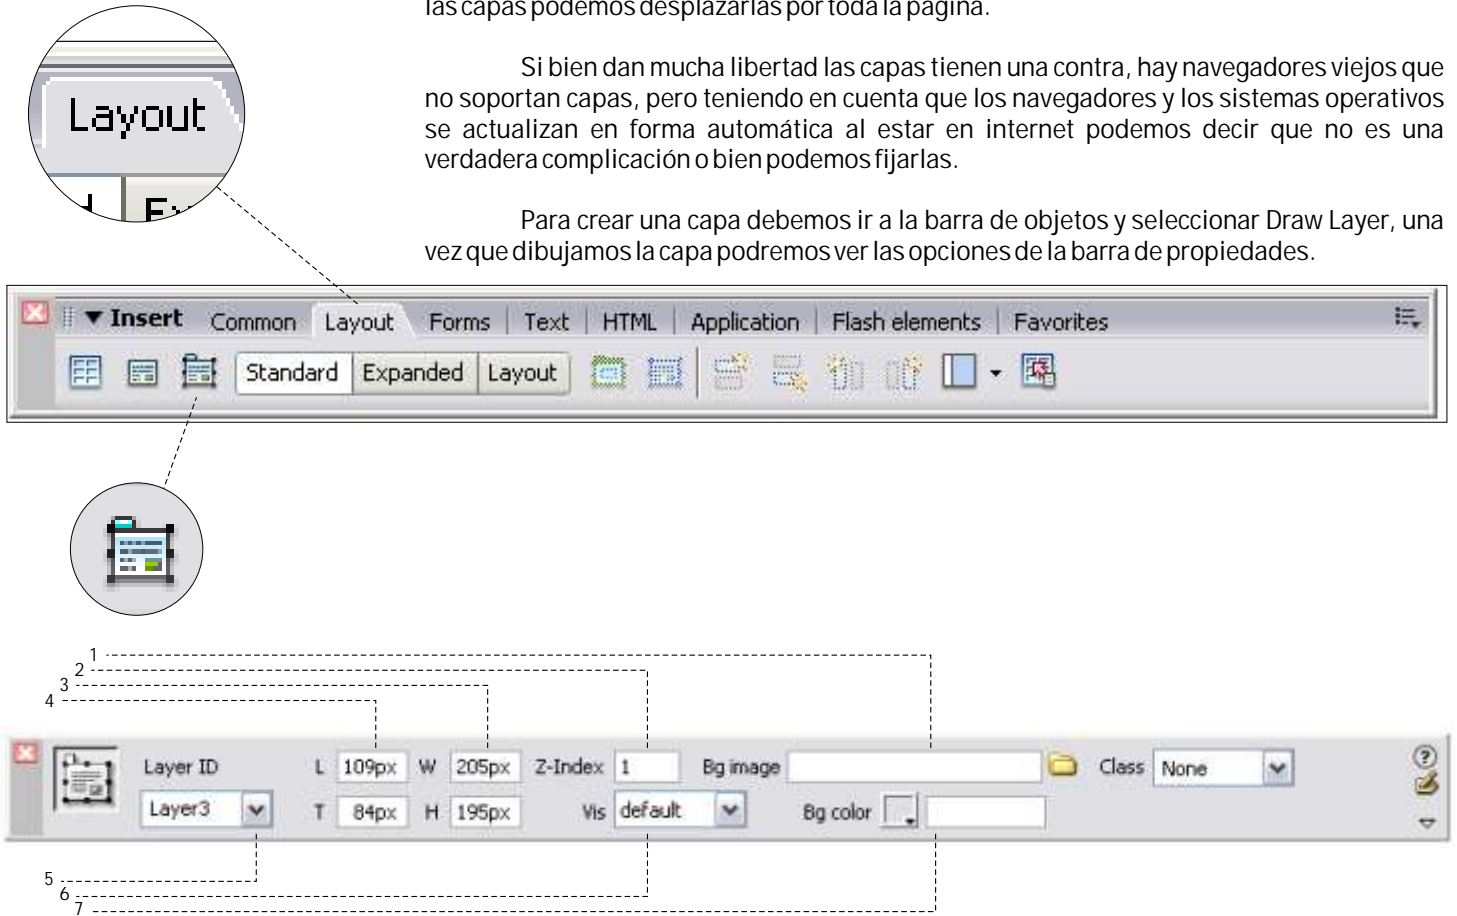 las capas podemos desplazarlas por toda la página.
Si bien dan mucha libertad las capas tienen una contra, hay navegadores viejos que
no soportan capas, pero teniendo en cuenta que los navegadores y los sistemas operativos
se actualizan en forma automática al estar en internet podemos decir que no es una
verdadera complicación o bien podemos fijarlas.
Para crear una capa debemos ir a la barra de objetos y seleccionar Draw Layer, una
vez que dibujamos la capa podremos ver las opciones de la barra de propiedades.
Layout
Insert Common Layout Forms Text HTML Application Flash elements Favorites
Standard Expanded Layout
1
2
3
4
Layer ID L 109px W 205px Z-Index 1 Bg image Class None
Layer3 T 84px H 195px Vis default Bg color
5
6
7